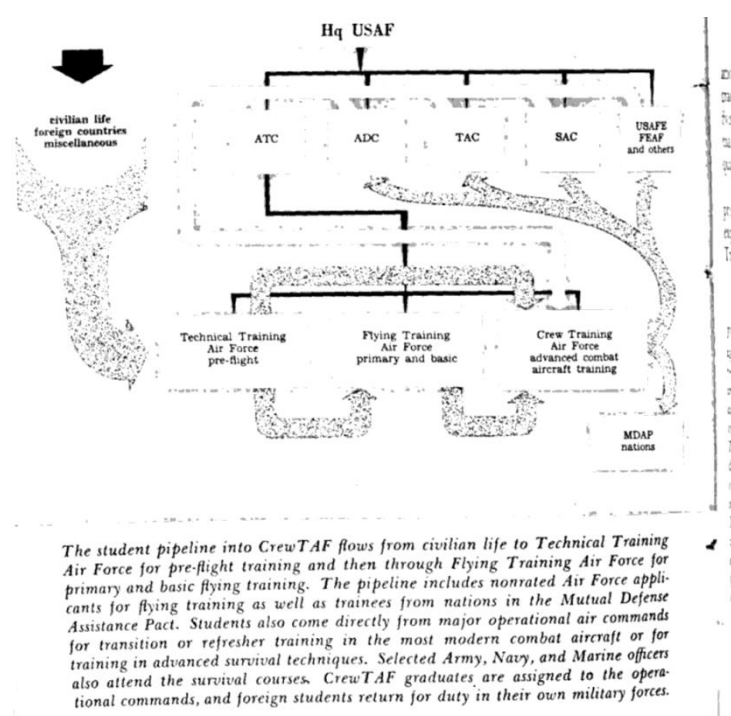 Hq USAF
civilian life
foreign countries
miscellaneous
ATC
ADC
TAC
SAC
USAFE
FEAF
and others
Technical Training
Air Force
pre-flight
Flying Training
Air Force
primary and basic
Crew Training
Air Force
advanced combat
aircraft training
MDAP
nations
The student pipeline into CrewTAF flows from civilian life to Technical Training
Air Force for pre-flight training and then through Flying Training Air Force for
primary and basic flying training. The pipeline includes nonrated Air Force appli-
cants for flying training as well as trainees from nations in the Mutual Defense
Assistance Pact. Students also come directly from major operational air commands
for transition or refresher training in the most modern combat aircraft or for
training in advanced survival techniques. Selected Army, Navy, and Marine officers
also attend the survival courses. CrewTAF graduates are assigned to the opera-
tional commands, and foreign students return for duty in their own military forces.